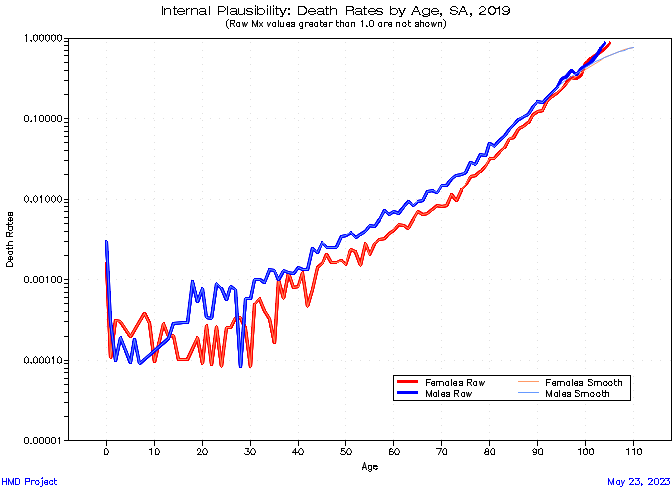 Internal Plausibility: Death Rates by Age, SA, 2019
(Raw Mx values greater than 1.0 are not shown)
1.00000
0.10000
0.01000
0.00100
0.00010
0.00001
Death Rates
0 10 20 30 40 50 60 70 80 90 100 110
Age
Females Raw Females Smooth
Males Raw Males Smooth
HMD Project May 23, 2023